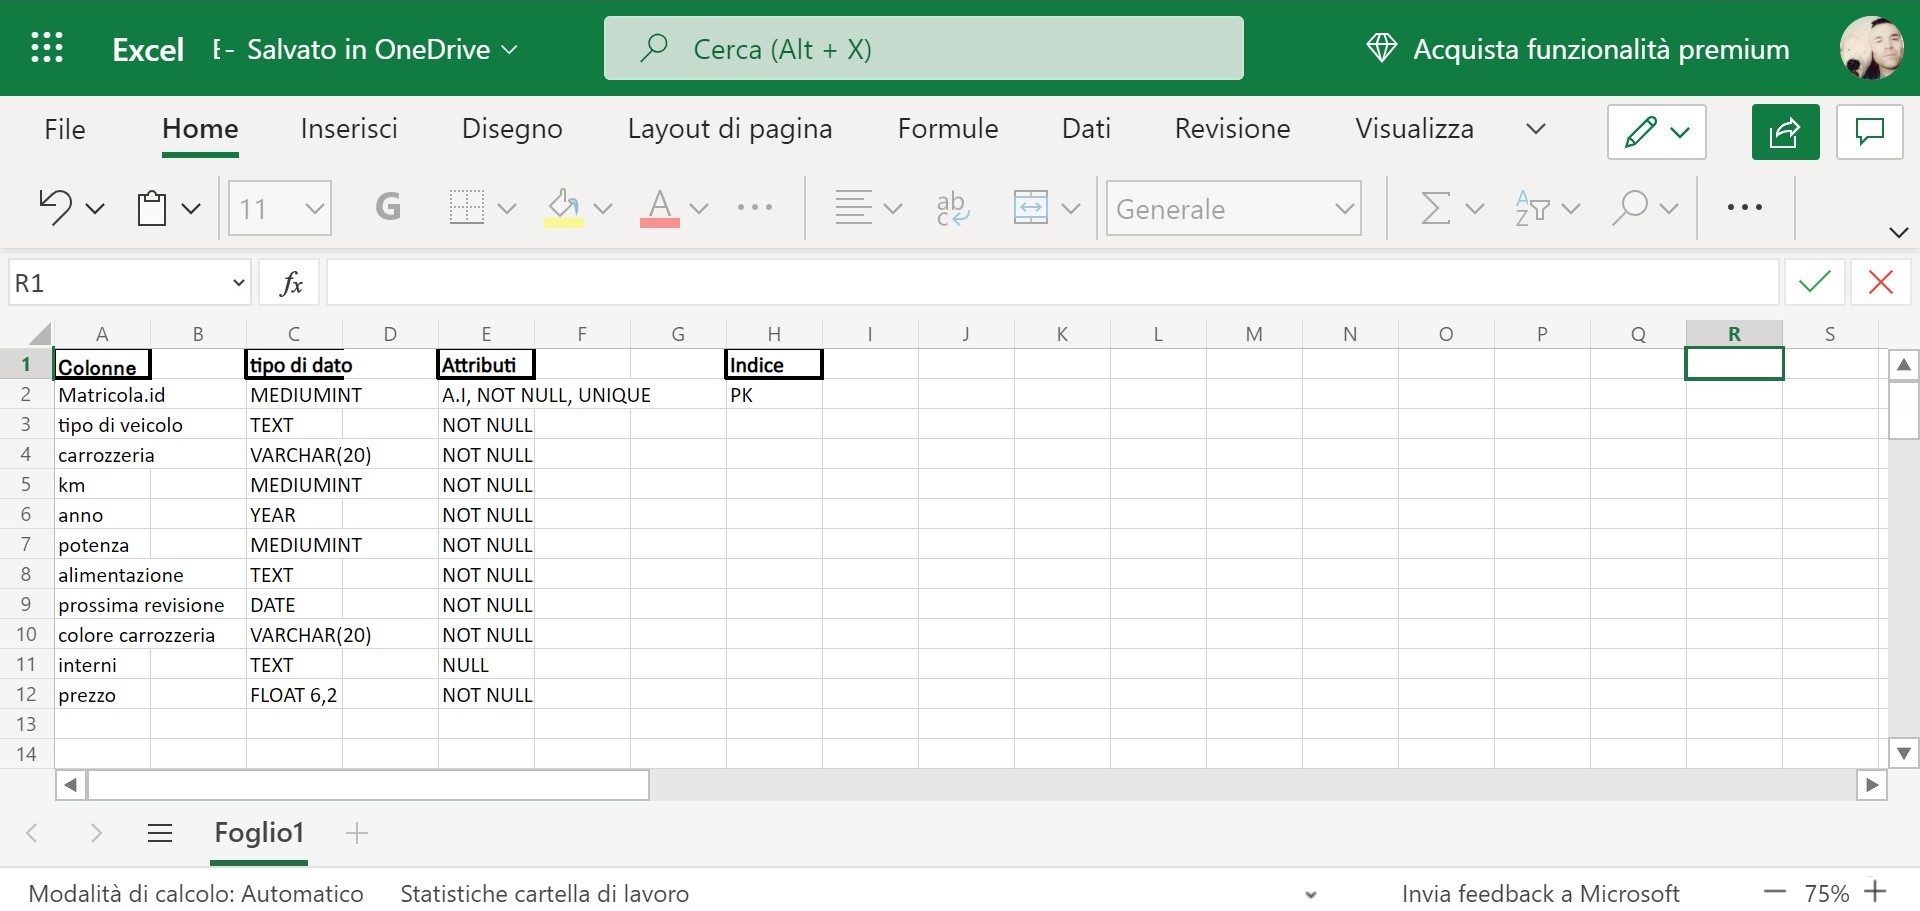 Excel E- Salvato in OneDrive Cerca (Alt + X) Acquista funzionalità premium
File Home Inserisci Disegno Layout di pagina Formule Dati Revisione Visualizza
11 G A ab c Generale Σ A Z
R1 fx
A B C D E F G H I J K L M N O P Q R S
1 Colonne tipo di dato Attributi Indice
2 Matricola.id MEDIUMINT A.I, NOT NULL, UNIQUE PK
3 tipo di veicolo TEXT NOT NULL
4 carrozzeria VARCHAR(20) NOT NULL
5 km MEDIUMINT NOT NULL
6 anno YEAR NOT NULL
7 potenza MEDIUMINT NOT NULL
8 alimentazione TEXT NOT NULL
9 prossima revisione DATE NOT NULL
10 colore carrozzeria VARCHAR(20) NOT NULL
11 interni TEXT NULL
12 prezzo FLOAT 6,2 NOT NULL
13
14
Foglio1
Modalità di calcolo: Automatico Statistiche cartella di lavoro Invia feedback a Microsoft 75%